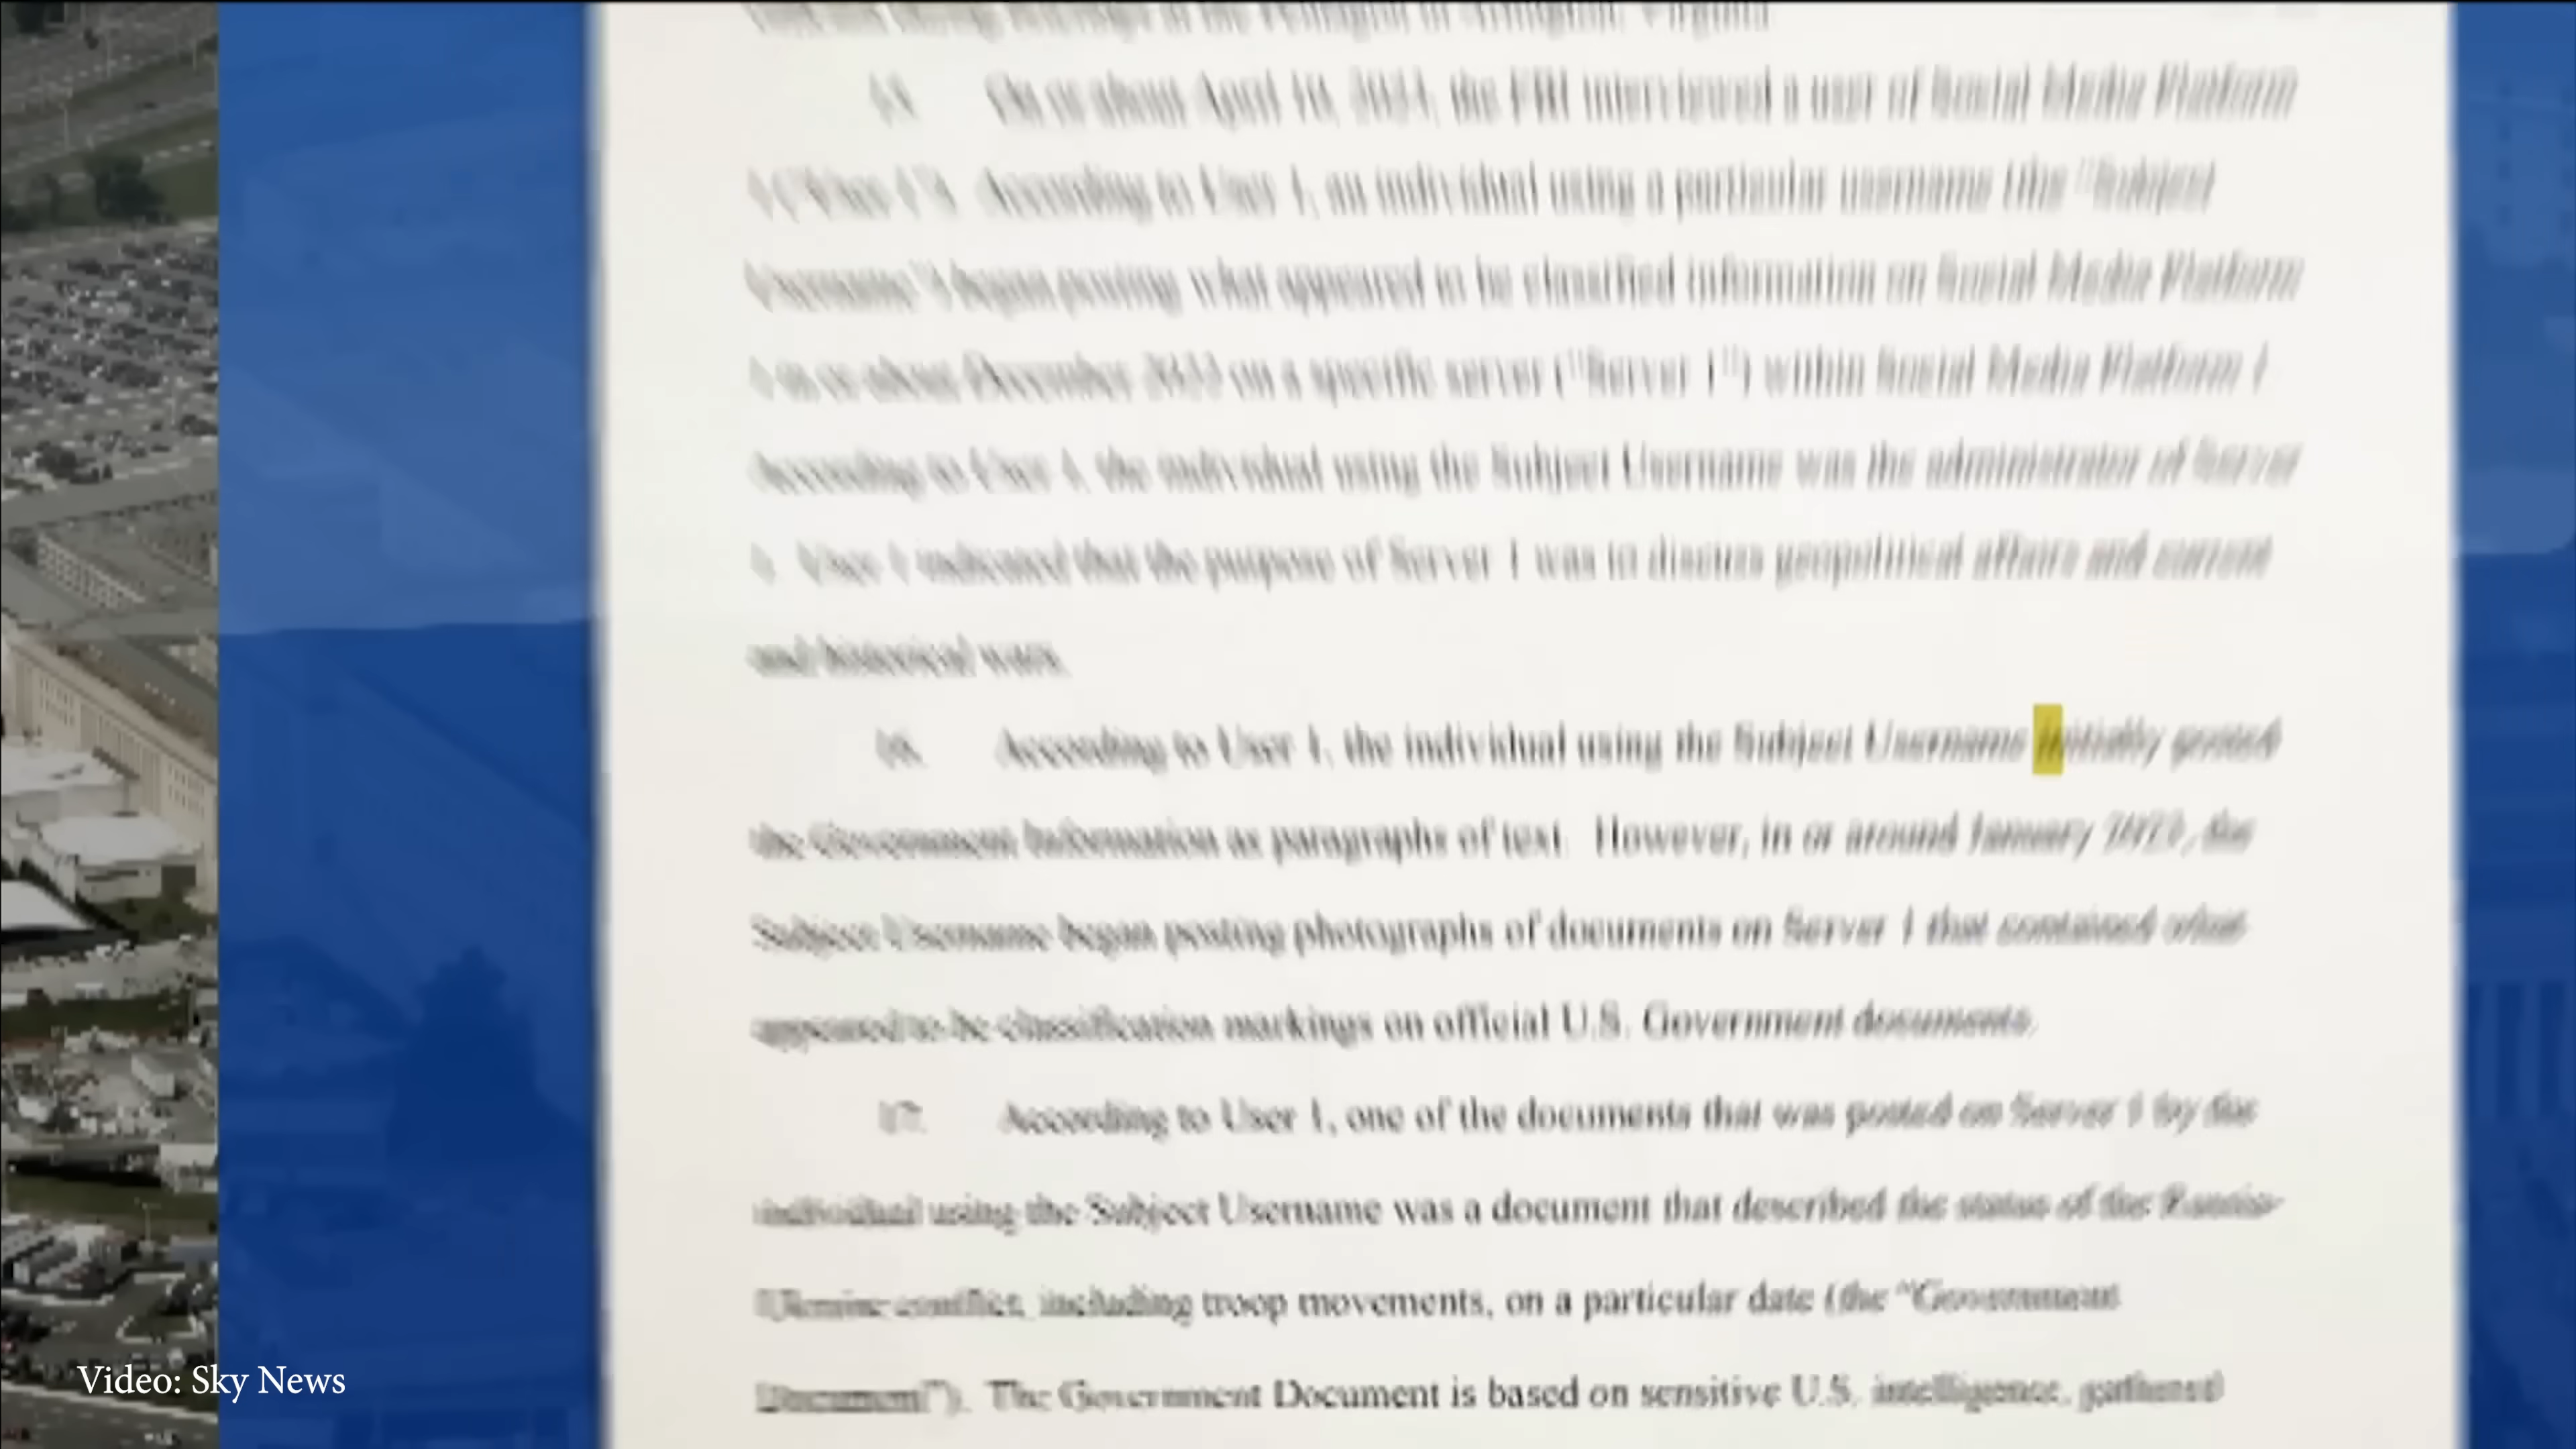 15. On or about April 10, 2023, the FBI interviewed a user of Social Media Platform
1 ("User 1"). According to User 1, an individual using a particular username (the "Subject
Username") began posting what appeared to be classified information on Social Media Platform
1 in or about December 2022 on a specific server ("Server 1") within Social Media Platform 1.
According to User 1, the individual using the Subject Username was the administrator of Server
1. User 1 indicated that the purpose of Server 1 was to discuss geopolitical affairs and current
and historical wars.
16. According to User 1, the individual using the Subject Username initially posted
the Government Information as paragraphs of text. However, in or around January 2023, the
Subject Username began posting photographs of documents on Server 1 that contained what
appeared to be classification markings on official U.S. Government documents.
17. According to User 1, one of the documents that was posted on Server 1 by the
individual using the Subject Username was a document that described the status of the Russia-
Ukraine conflict, including troop movements, on a particular date (the "Government
Document"). The Government Document is based on sensitive U.S. intelligence, gathered
Video: Sky News